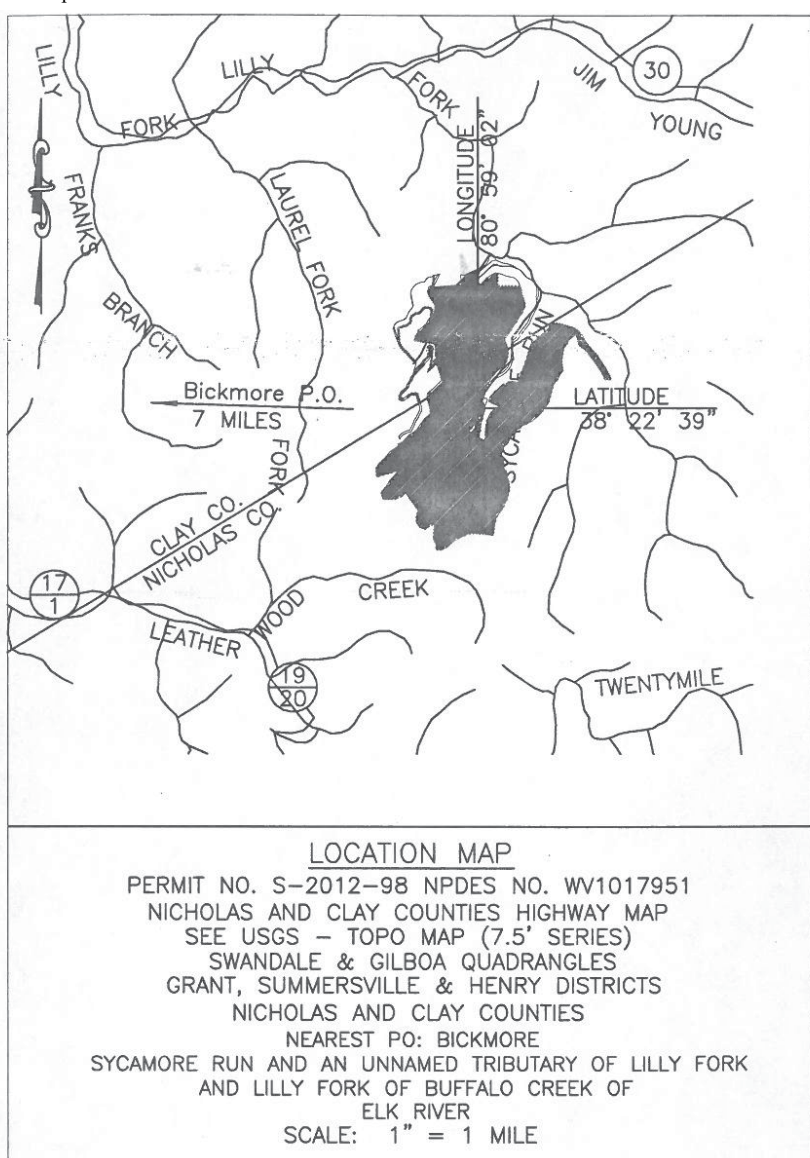 LILLY
LILLY
FORK
FORK
30
JIM
YOUNG
LONGITUDE
80° 59' 02"
FRANKS
BRANCH
LAUREL FORK
RUN
Bickmore P.O.
7 MILES
LATITUDE
38° 22' 39"
FORK
CLAY CO.
NICHOLAS CO.
17
1
LEATHER
WOOD
CREEK
19
20
TWENTYMILE
LOCATION MAP
PERMIT NO. S-2012-98 NPDES NO. WV1017951
NICHOLAS AND CLAY COUNTIES HIGHWAY MAP
SEE USGS - TOPO MAP (7.5' SERIES)
SWANDALE & GILBOA QUADRANGLES
GRANT, SUMMERSVILLE & HENRY DISTRICTS
NICHOLAS AND CLAY COUNTIES
NEAREST PO: BICKMORE
SYCAMORE RUN AND AN UNNAMED TRIBUTARY OF LILLY FORK
AND LILLY FORK OF BUFFALO CREEK OF
ELK RIVER
SCALE: 1" = 1 MILE